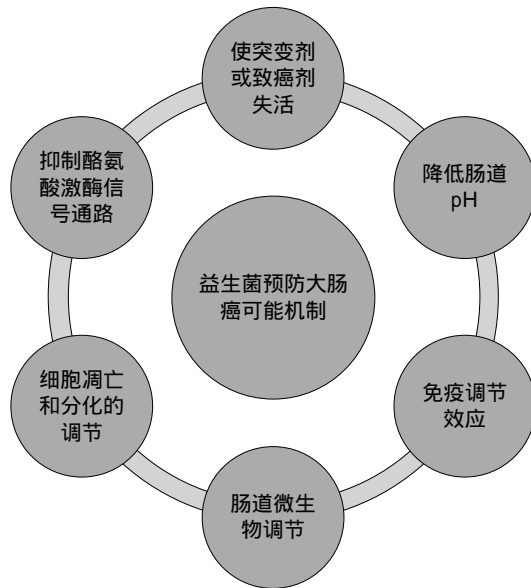 使突变剂
或致癌剂
失活
降低肠道
pH
免疫调节
效应
肠道微生
物调节
细胞凋亡
和分化的
调节
抑制酪氨
酸激酶信
号通路
益生菌预防大肠
癌可能机制